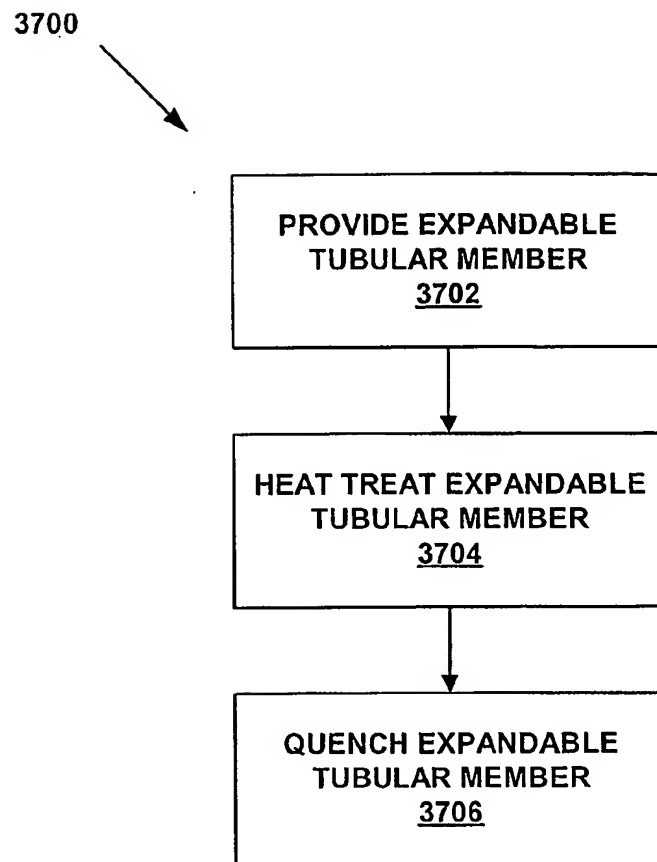 3700
PROVIDE EXPANDABLE
TUBULAR MEMBER
3702
HEAT TREAT EXPANDABLE
TUBULAR MEMBER
3704
QUENCH EXPANDABLE
TUBULAR MEMBER
3706